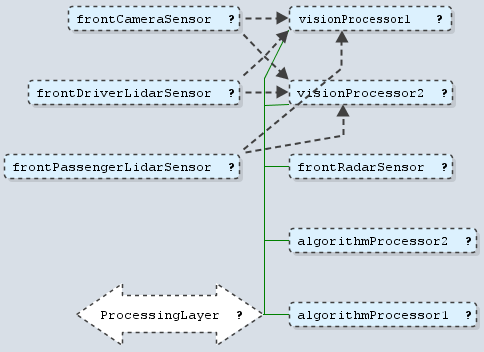 frontCameraSensor ?
visionProcessor1 ?
frontDriverLidarSensor ?
visionProcessor2 ?
frontPassengerLidarSensor ?
frontRadarSensor ?
algorithmProcessor2 ?
ProcessingLayer ?
algorithmProcessor1 ?